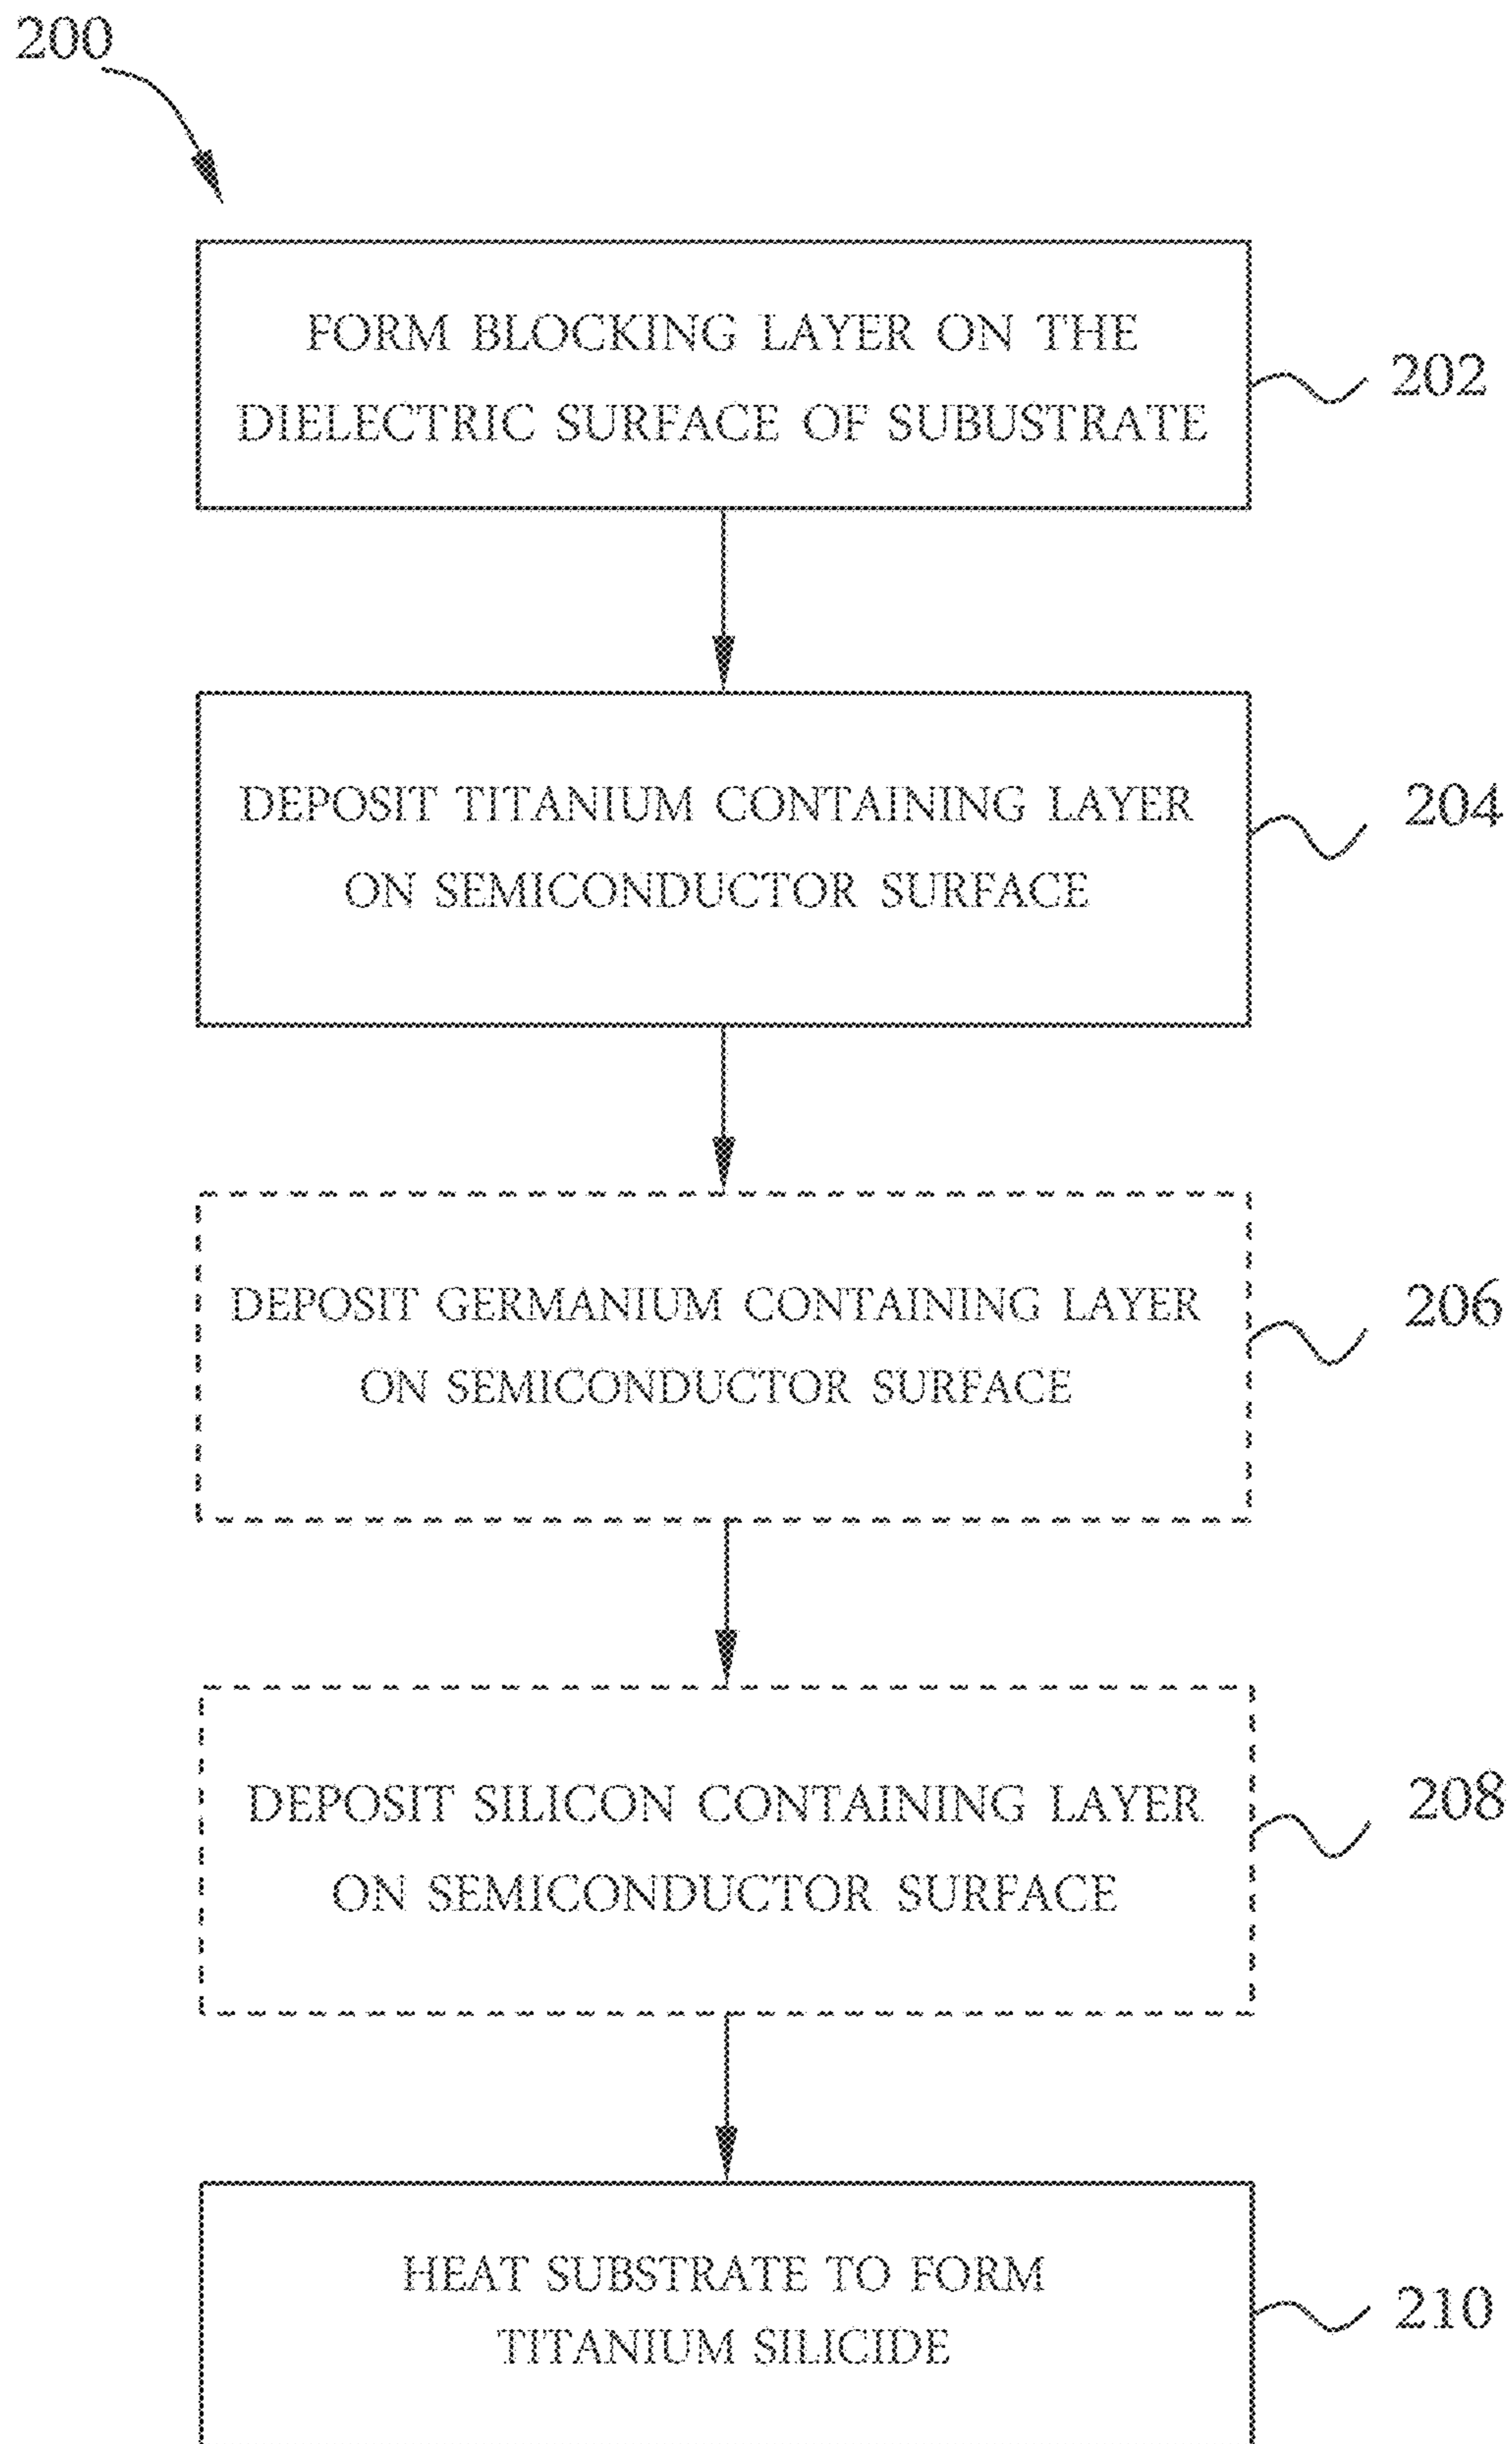 200
FORM BLOCKING LAYER ON THE
DIELECTRIC SURFACE OF SUBUSTRATE
202
DEPOSIT TITANIUM CONTAINING LAYER
ON SEMICONDUCTOR SURFACE
204
DEPOSIT GERMANIUM CONTAINING LAYER
ON SEMICONDUCTOR SURFACE
206
DEPOSIT SILICON CONTAINING LAYER
ON SEMICONDUCTOR SURFACE
208
HEAT SUBSTRATE TO FORM
TITANIUM SILICIDE
210